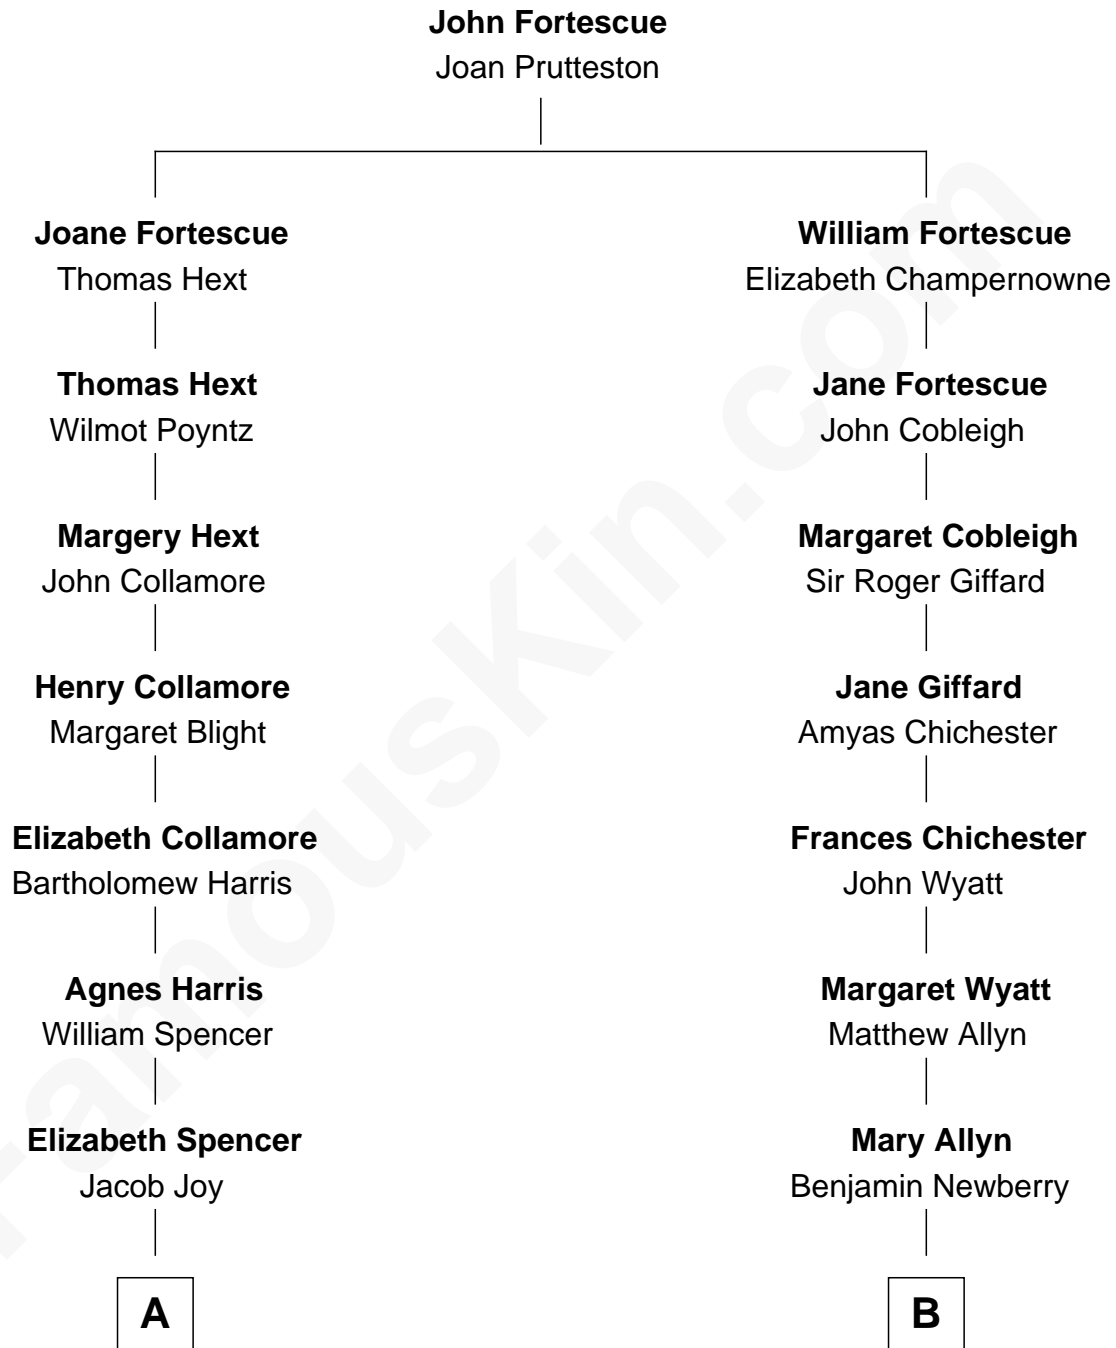 John Fortescue
Joan Prutteston
Joane Fortescue
Thomas Hext
William Fortescue
Elizabeth Champernowne
Thomas Hext
Wilmot Poyntz
Jane Fortescue
John Cobleigh
Margery Hext
John Collamore
Margaret Cobleigh
Sir Roger Giffard
Henry Collamore
Margaret Blight
Jane Giffard
Amyas Chichester
Elizabeth Collamore
Bartholomew Harris
Frances Chichester
John Wyatt
Agnes Harris
William Spencer
Margaret Wyatt
Matthew Allyn
Elizabeth Spencer
Jacob Joy
Mary Allyn
Benjamin Newberry
A
B
FamousKin.com